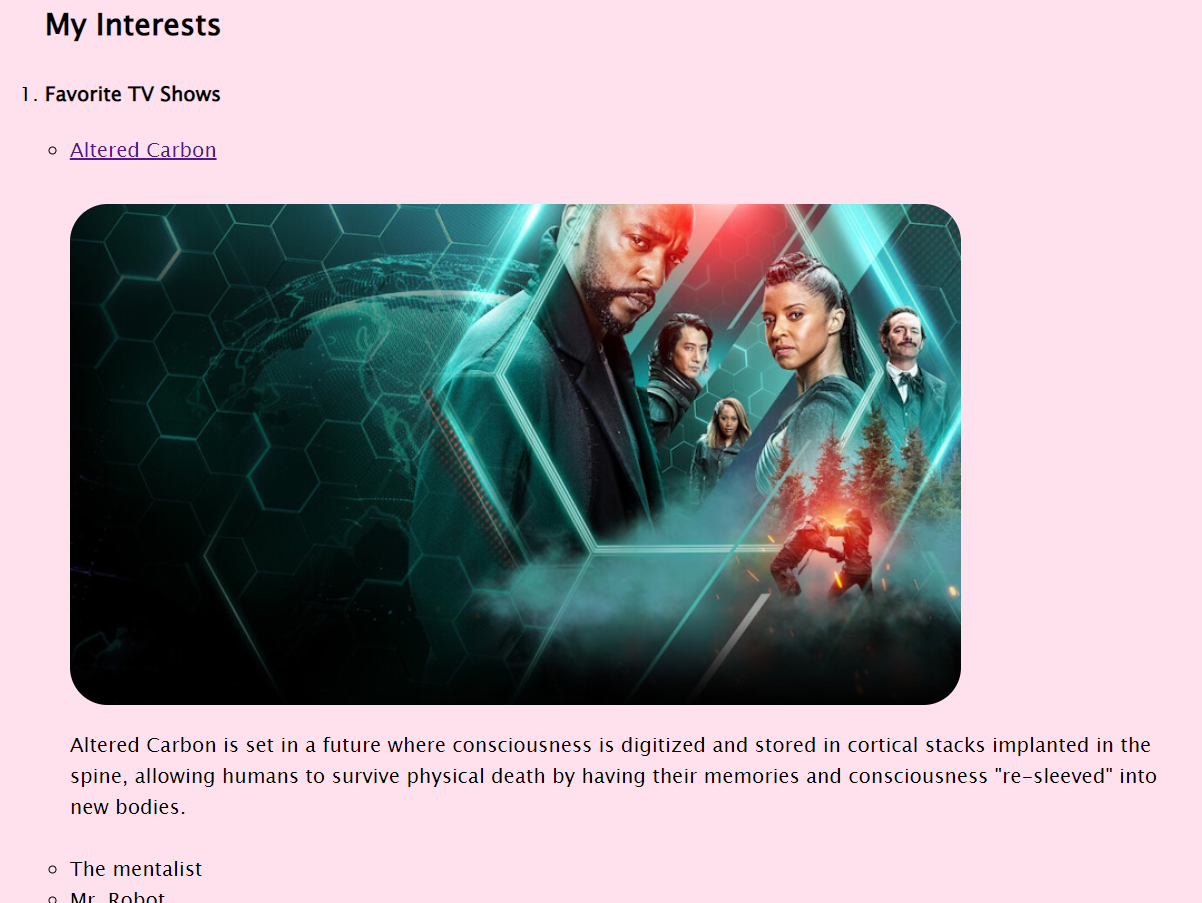 My Interests
1. Favorite TV Shows
Altered Carbon
Altered Carbon is set in a future where consciousness is digitized and stored in cortical stacks implanted in the
spine, allowing humans to survive physical death by having their memories and consciousness "re-sleeved" into
new bodies.
The mentalist
Mr. Robot